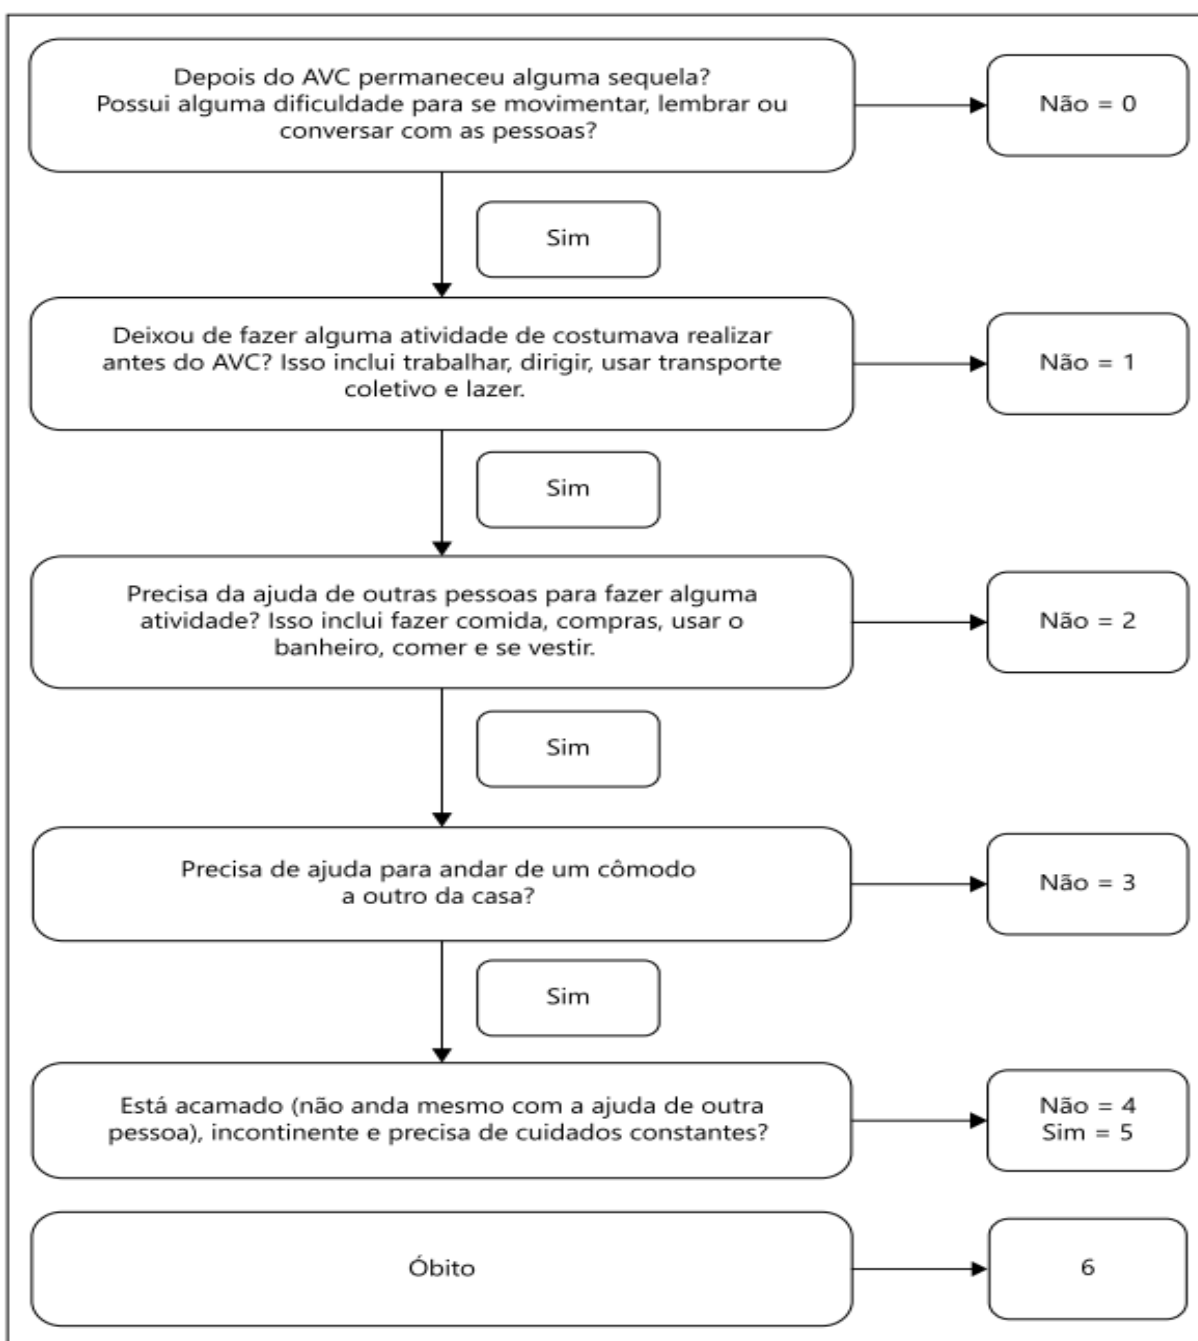 Depois do AVC permaneceu alguma sequela?
Possui alguma dificuldade para se movimentar, lembrar ou
conversar com as pessoas?
Não = 0
Sim
Deixou de fazer alguma atividade de costumava realizar
antes do AVC? Isso inclui trabalhar, dirigir, usar transporte
coletivo e lazer.
Não = 1
Sim
Precisa da ajuda de outras pessoas para fazer alguma
atividade? Isso inclui fazer comida, compras, usar o
banheiro, comer e se vestir.
Não = 2
Sim
Precisa de ajuda para andar de um cômodo
a outro da casa?
Não = 3
Sim
Está acamado (não anda mesmo com a ajuda de outra
pessoa), incontinente e precisa de cuidados constantes?
Não = 4
Sim = 5
Óbito
6